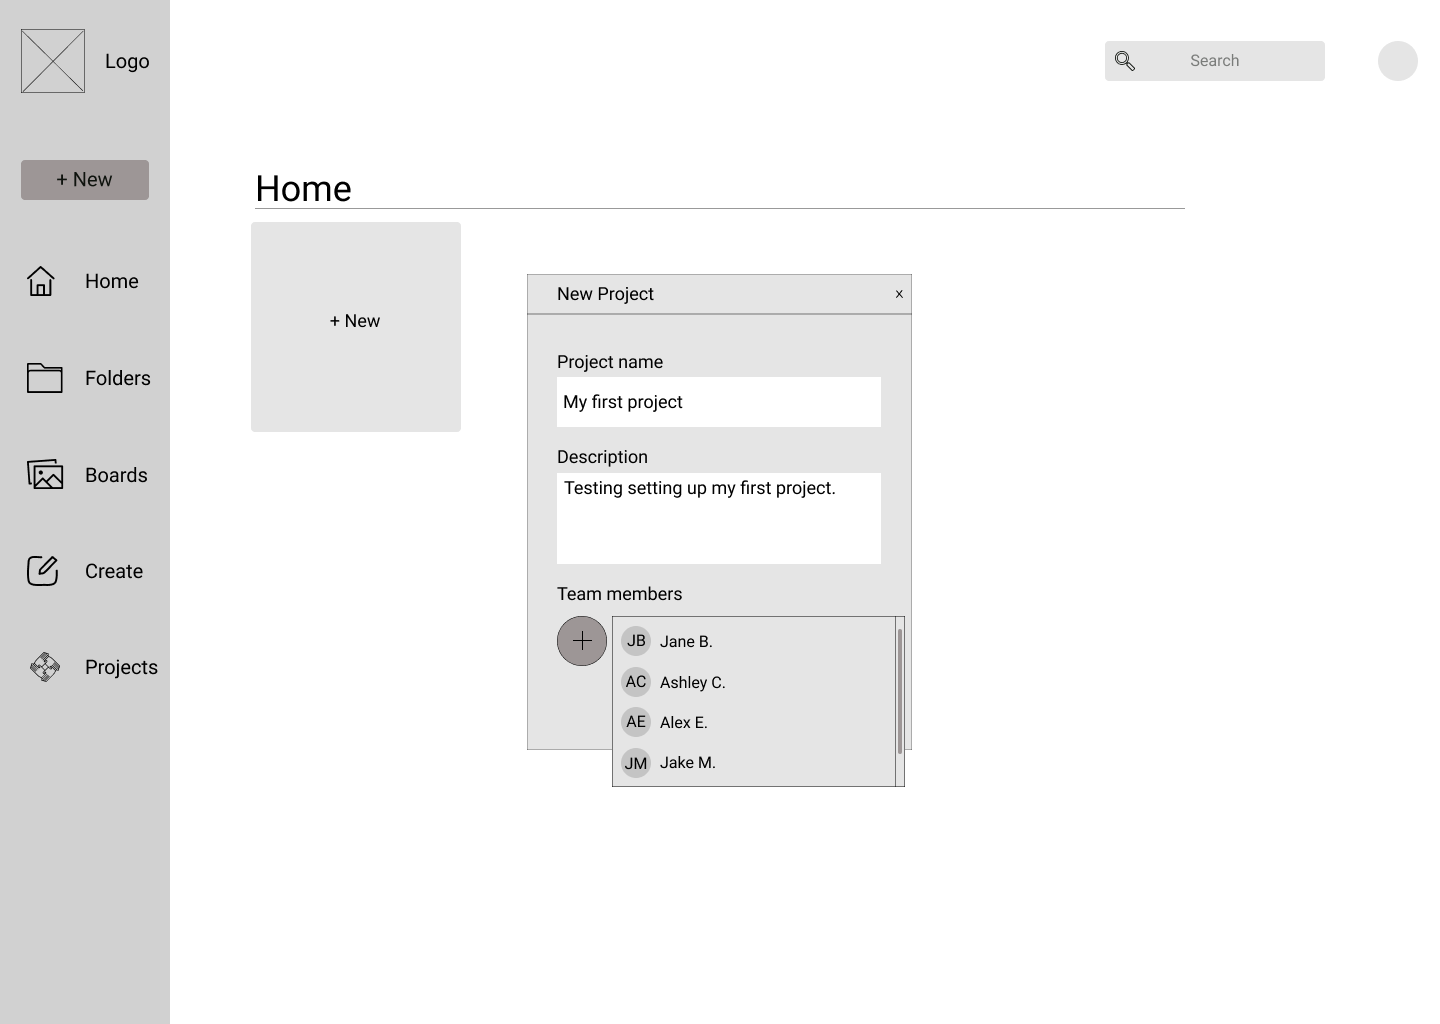 Logo
Search
+ New
Home
+ New
Home
Folders
Boards
Create
Projects
New Project
x
Project name
My first project
Description
Testing setting up my first project.
Team members
JB Jane B.
AC Ashley C.
AE Alex E.
JM Jake M.